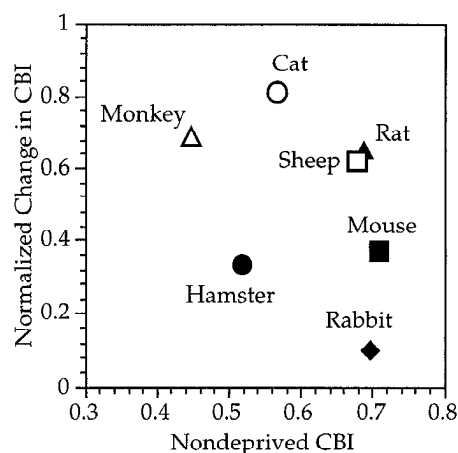 Normalized Change in CBI
1
0.8
0.6
0.4
0.2
0
Cat
Monkey
Rat
Sheep
Mouse
Hamster
Rabbit
0.3 0.4 0.5 0.6 0.7 0.8
Nondeprived CBI